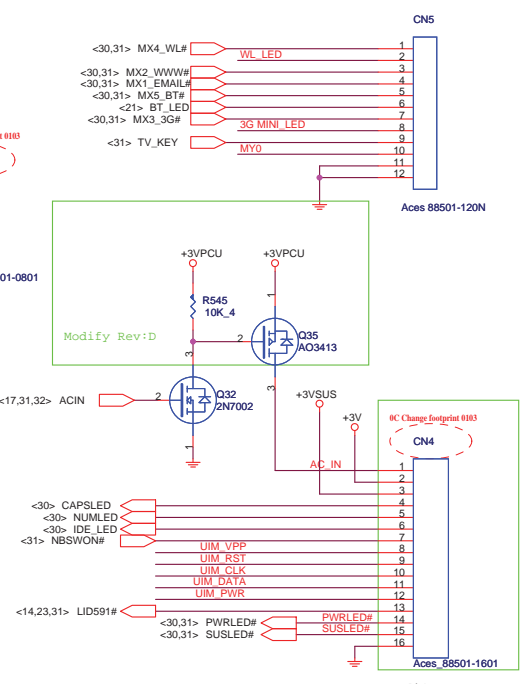 CN5
<30,31> MX4_WL# 1
WL_LED 2
<30,31> MX2_WWW# 3
<30,31> MX1_EMAIL# 4
<30,31> MX5_BT# 5
<21> BT_LED 6
<30,31> MX3_3G# 7
3G MINI_LED 8
<31> TV_KEY 9
MY0 10
11
12
Aces 88501-120N
t 0103
01-0801
+3VPCU +3VPCU
1
R545
10K_4
Modify Rev:D
2
Q35
AO3413
3
3
<17,31,32> ACIN 2
Q32
2N7002
1
+3VSUS
+3V
0C Change footprint 0103
CN4
AC_IN 1
2
3
<30> CAPSLED 4
<30> NUMLED 5
<30> IDE_LED 6
<31> NBSWON# 7
UIM_VPP 8
UIM_RST 9
UIM_CLK 10
UIM_DATA 11
UIM_PWR 12
<14,23,31> LID591# 13
<30,31> PWRLED# PWRLED# 14
<30,31> SUSLED# SUSLED# 15
16
Aces_88501-1601